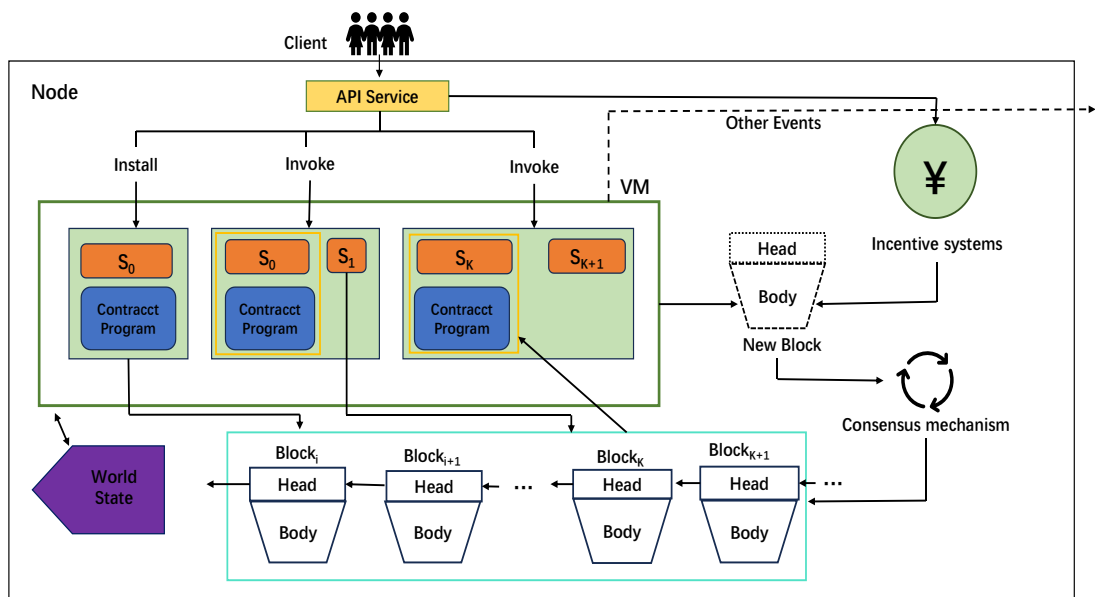 Client
Node
API Service
Other Events
Install
Invoke
Invoke
VM
¥
S₀
S₀
S₁
Sₖ
Sₖ₊₁
Contracct
Program
Contracct
Program
Contracct
Program
Incentive systems
Head
Body
New Block
Consensus mechanism
World
State
Blockᵢ
Blockᵢ₊₁
Block_K
Block_K+1
Head
Head
...
Head
Head
...
Body
Body
Body
Body